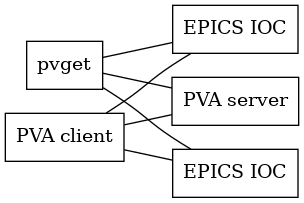 EPICS IOC
pvget
PVA server
PVA client
EPICS IOC